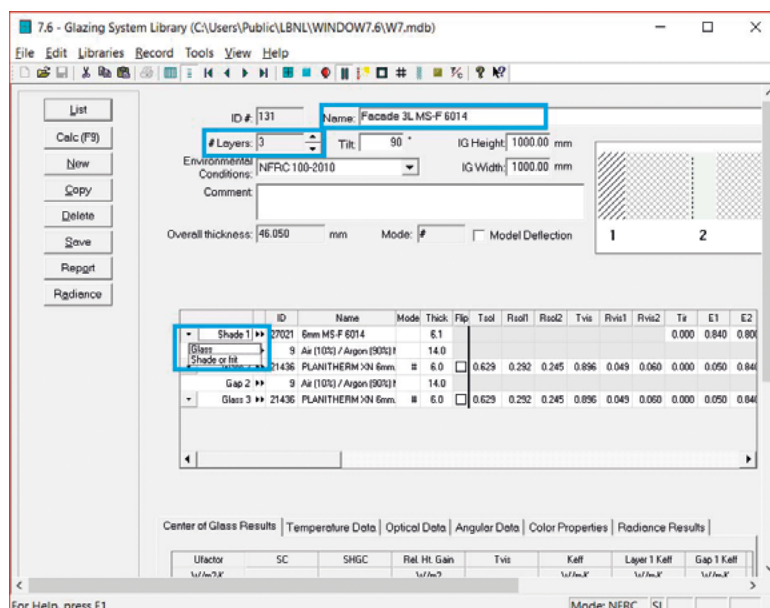 7.6 - Glazing System Library (C:\Users\Public\LBNL\WINDOW7.6\W7.mdb)
File Edit Libraries Record Tools View Help
List
Calc (F9)
New
Copy
Delete
Save
Report
Radiance
ID #: 131 Name: Facade 3L MS-F 6014
# Layers: 3 Tilt: 90 ° IG Height: 1000.00 mm
Environmental Conditions: NFRC 100-2010 IG Width: 1000.00 mm
Comment:
Overall thickness: 46.050 mm Mode: # Model Deflection
1 2
ID Name Mode Thick Flip Tsol Rsol1 Rsol2 Tvis Rvis1 Rvis2 Tir E1 E2
Shade 1 27021 6mm MS-F 6014 6.1 0.000 0.840 0.800
Glass 9 Air (10%) / Argon (90%) 14.0
Shade or frit
21436 PLANITHERM XN 6mm. # 6.0 0.629 0.292 0.245 0.896 0.049 0.060 0.000 0.050 0.840
Gap 2 9 Air (10%) / Argon (90%) 14.0
Glass 3 21436 PLANITHERM XN 6mm. # 6.0 0.629 0.292 0.245 0.896 0.049 0.060 0.000 0.050 0.840
Center of Glass Results Temperature Data Optical Data Angular Data Color Properties Radiance Results
Ufactor SC SHGC Rel. Ht. Gain Tvis Keff Layer 1 Keff Gap 1 Keff
W/m2-K W/m2 W/m-K W/m-K W/m-K
For Help, press F1 Mode: NFRC SI